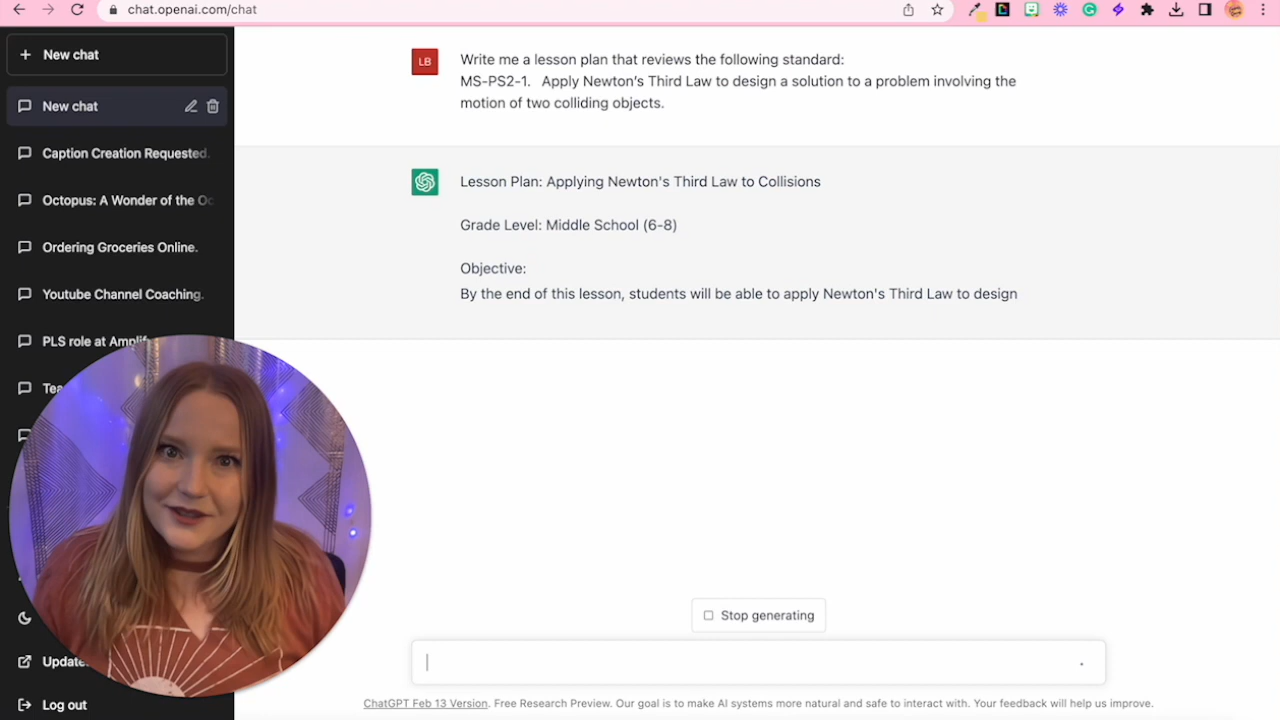 chat.openai.com/chat
+ New chat
New chat
Caption Creation Requested.
Octopus: A Wonder of the Oc
Ordering Groceries Online.
Youtube Channel Coaching.
PLS role at Amplify
Log out
LB
Write me a lesson plan that reviews the following standard:
MS-PS2-1. Apply Newton's Third Law to design a solution to a problem involving the
motion of two colliding objects.
Lesson Plan: Applying Newton's Third Law to Collisions
Grade Level: Middle School (6-8)
Objective:
By the end of this lesson, students will be able to apply Newton's Third Law to design
Stop generating
ChatGPT Feb 13 Version. Free Research Preview. Our goal is to make AI systems more natural and safe to interact with. Your feedback will help us improve.